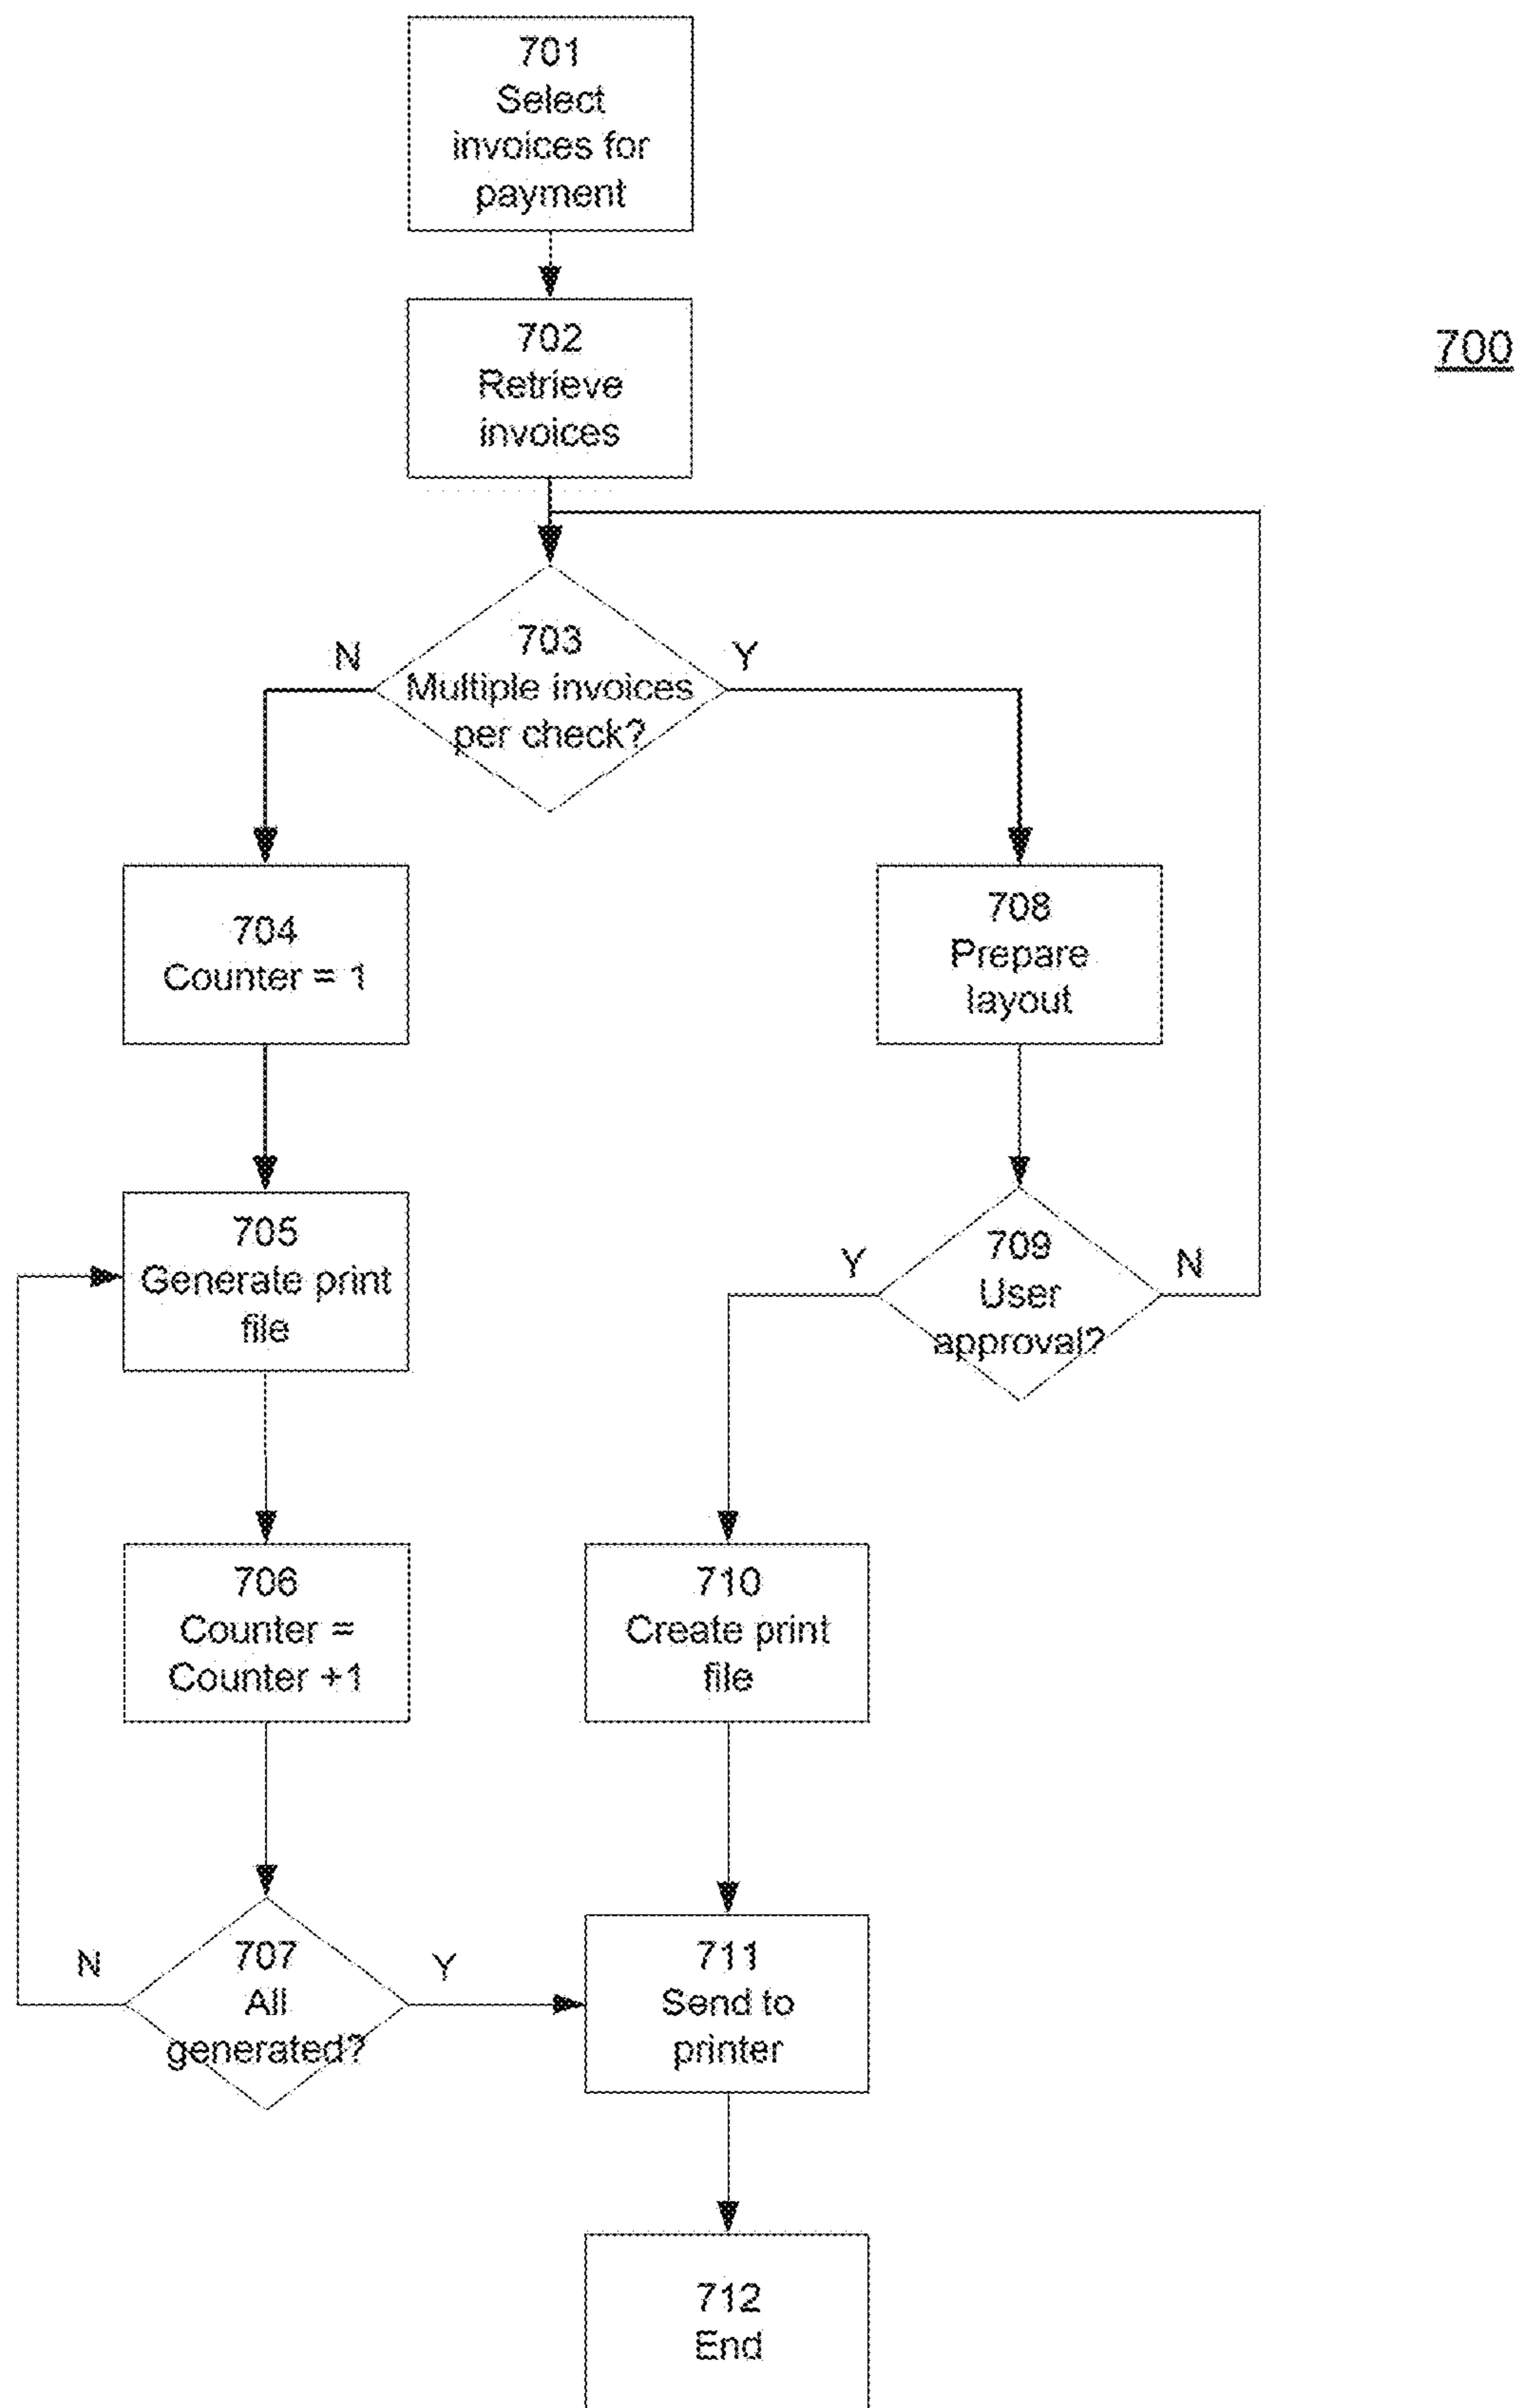 701
Select
invoices for
payment
702
Retrieve
invoices
700
703
Multiple invoices
per check?
N
Y
704
Counter = 1
708
Prepare
layout
705
Generate print
file
709
User
approval?
Y
N
706
Counter =
Counter +1
710
Create print
file
707
All
generated?
N
Y
711
Send to
printer
712
End